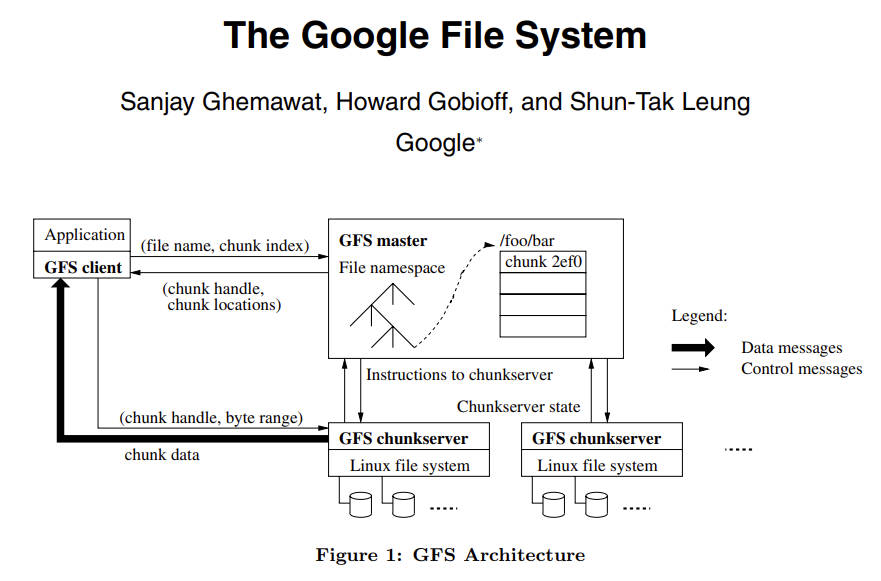 The Google File System
Sanjay Ghemawat, Howard Gobioff, and Shun-Tak Leung
Google*
Application
GFS client
(file name, chunk index)
(chunk handle,
chunk locations)
GFS master
File namespace
/foo/bar
chunk 2ef0
Legend:
Data messages
Control messages
Instructions to chunkserver
Chunkserver state
(chunk handle, byte range)
chunk data
GFS chunkserver
Linux file system
GFS chunkserver
Linux file system
Figure 1: GFS Architecture